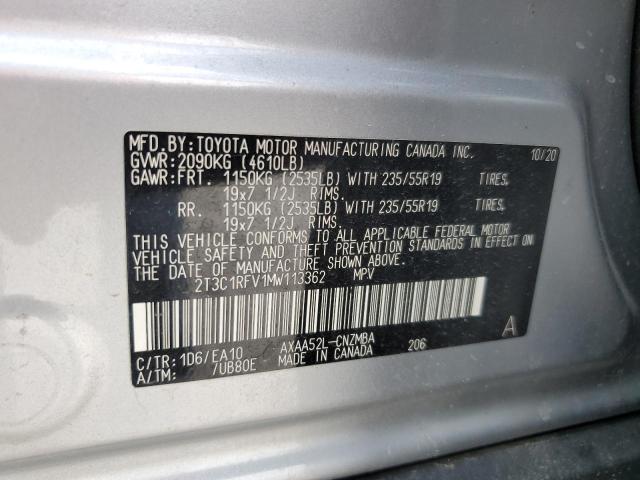 MFD.BY:TOYOTA MOTOR MANUFACTURING CANADA INC. 10/20
GVWR:2090KG (4610LB)
GAWR:FRT. 1150KG (2535LB) WITH 235/55R19 TIRES,
19x7 1/2J RIMS,
RR. 1150KG (2535LB) WITH 235/55R19 TIRES,
19x7 1/2J RIMS.
THIS VEHICLE CONFORMS TO ALL APPLICABLE FEDERAL MOTOR
VEHICLE SAFETY AND THEFT PREVENTION STANDARDS IN EFFECT ON
THE DATE OF MANUFACTURE SHOWN ABOVE.
2T3C1RFV1MW113362 MPV
A
C/TR:1D6/EA10 AXAA52L-CNZMBA 206
A/TM: 7UB80E MADE IN CANADA